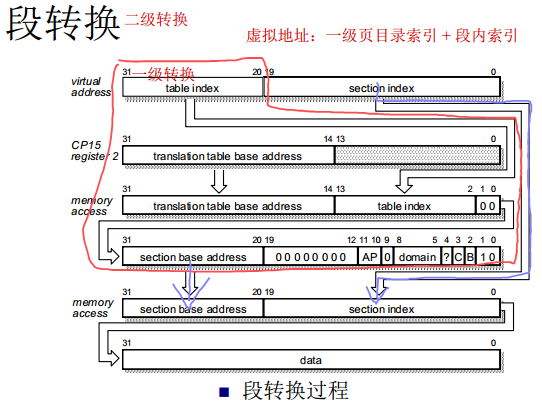 段转换 二级转换
虚拟地址：一级页目录索引＋段内索引
31 20 19 0
一级转换
virtual address table index section index
31 14 13 0
CP15 register 2 translation table base address
31 14 13 2 1 0
memory access translation table base address table index 0 0
31 20 19 12 11 10 9 8 5 4 3 2 1 0
section base address 0 0 0 0 0 0 0 0 AP 0 domain ? C B 1 0
31 20 19 0
memory access section base address section index
31 0
data
■ 段转换过程